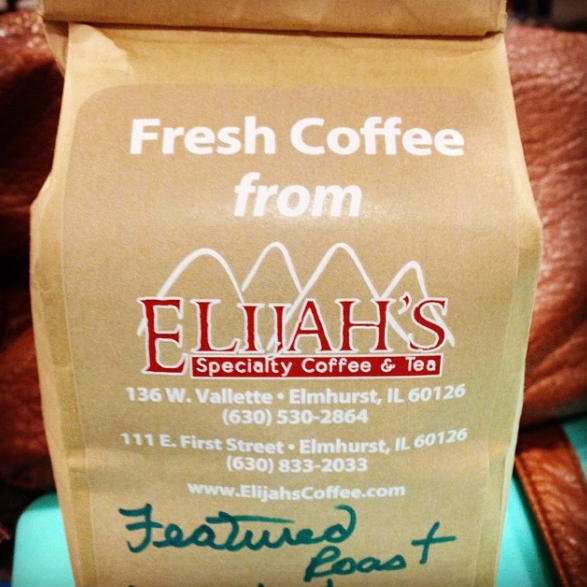 Fresh Coffee
from
ELIJAH'S
Specialty Coffee & Tea
136 W. Vallette • Elmhurst, IL 60126
(630) 530-2864
111 E. First Street • Elmhurst, IL 60126
(630) 833-2033
www.ElijahsCoffee.com
Featured
Roast